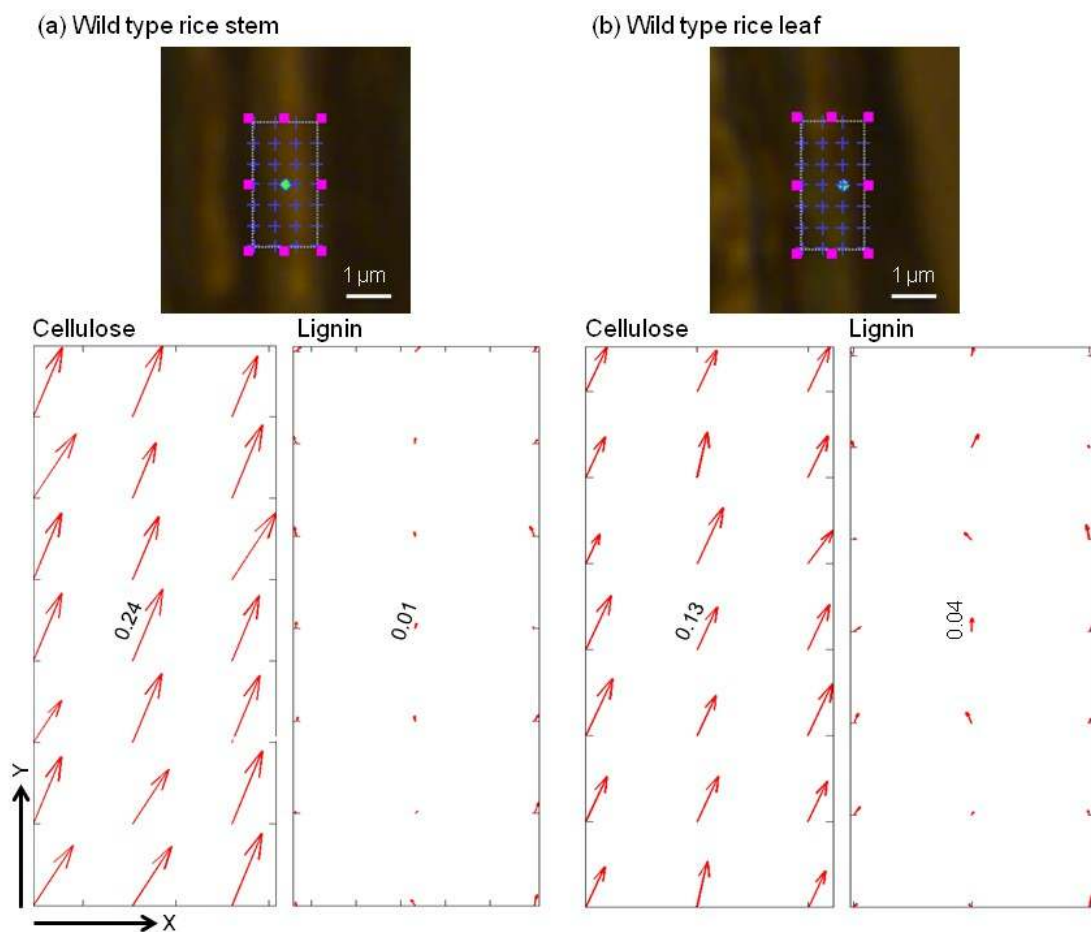 (a) Wild type rice stem
(b) Wild type rice leaf
1 µm
1 µm
Cellulose
Lignin
Cellulose
Lignin
0.24
0.01
0.13
0.04
Y
X